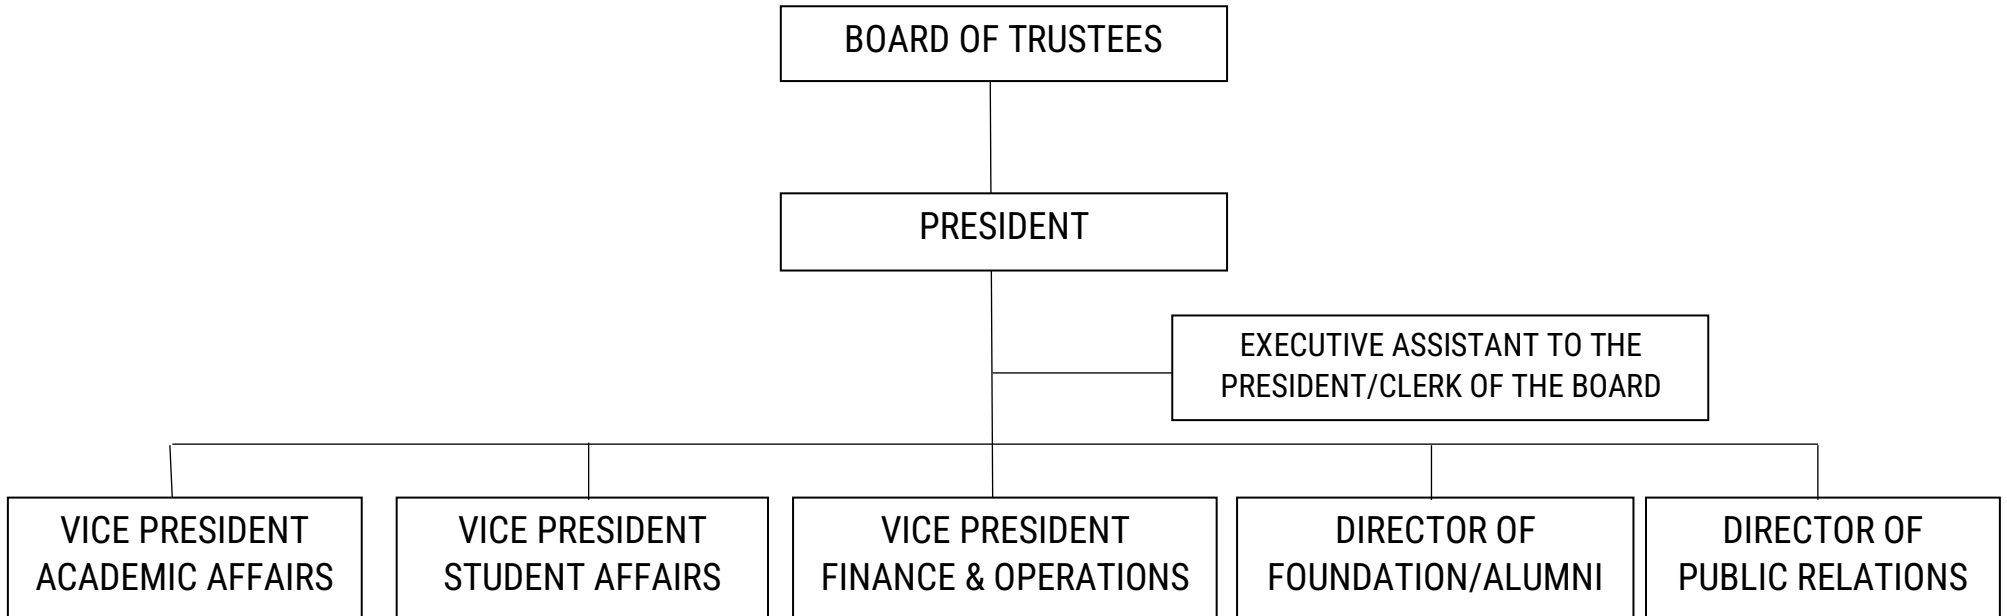 BOARD OF TRUSTEES
PRESIDENT
EXECUTIVE ASSISTANT TO THE
PRESIDENT/CLERK OF THE BOARD
VICE PRESIDENT
ACADEMIC AFFAIRS
VICE PRESIDENT
STUDENT AFFAIRS
VICE PRESIDENT
FINANCE & OPERATIONS
DIRECTOR OF
FOUNDATION/ALUMNI
DIRECTOR OF
PUBLIC RELATIONS